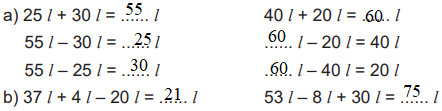 a) 25 l + 30 l = 55 l 40 l + 20 l = 60 l
55 l – 30 l = 25 l 60 l – 20 l = 40 l
55 l – 25 l = 30 l 60 l – 40 l = 20 l
b) 37 l + 4 l – 20 l = 21 l 53 l – 8 l + 30 l = 75 l